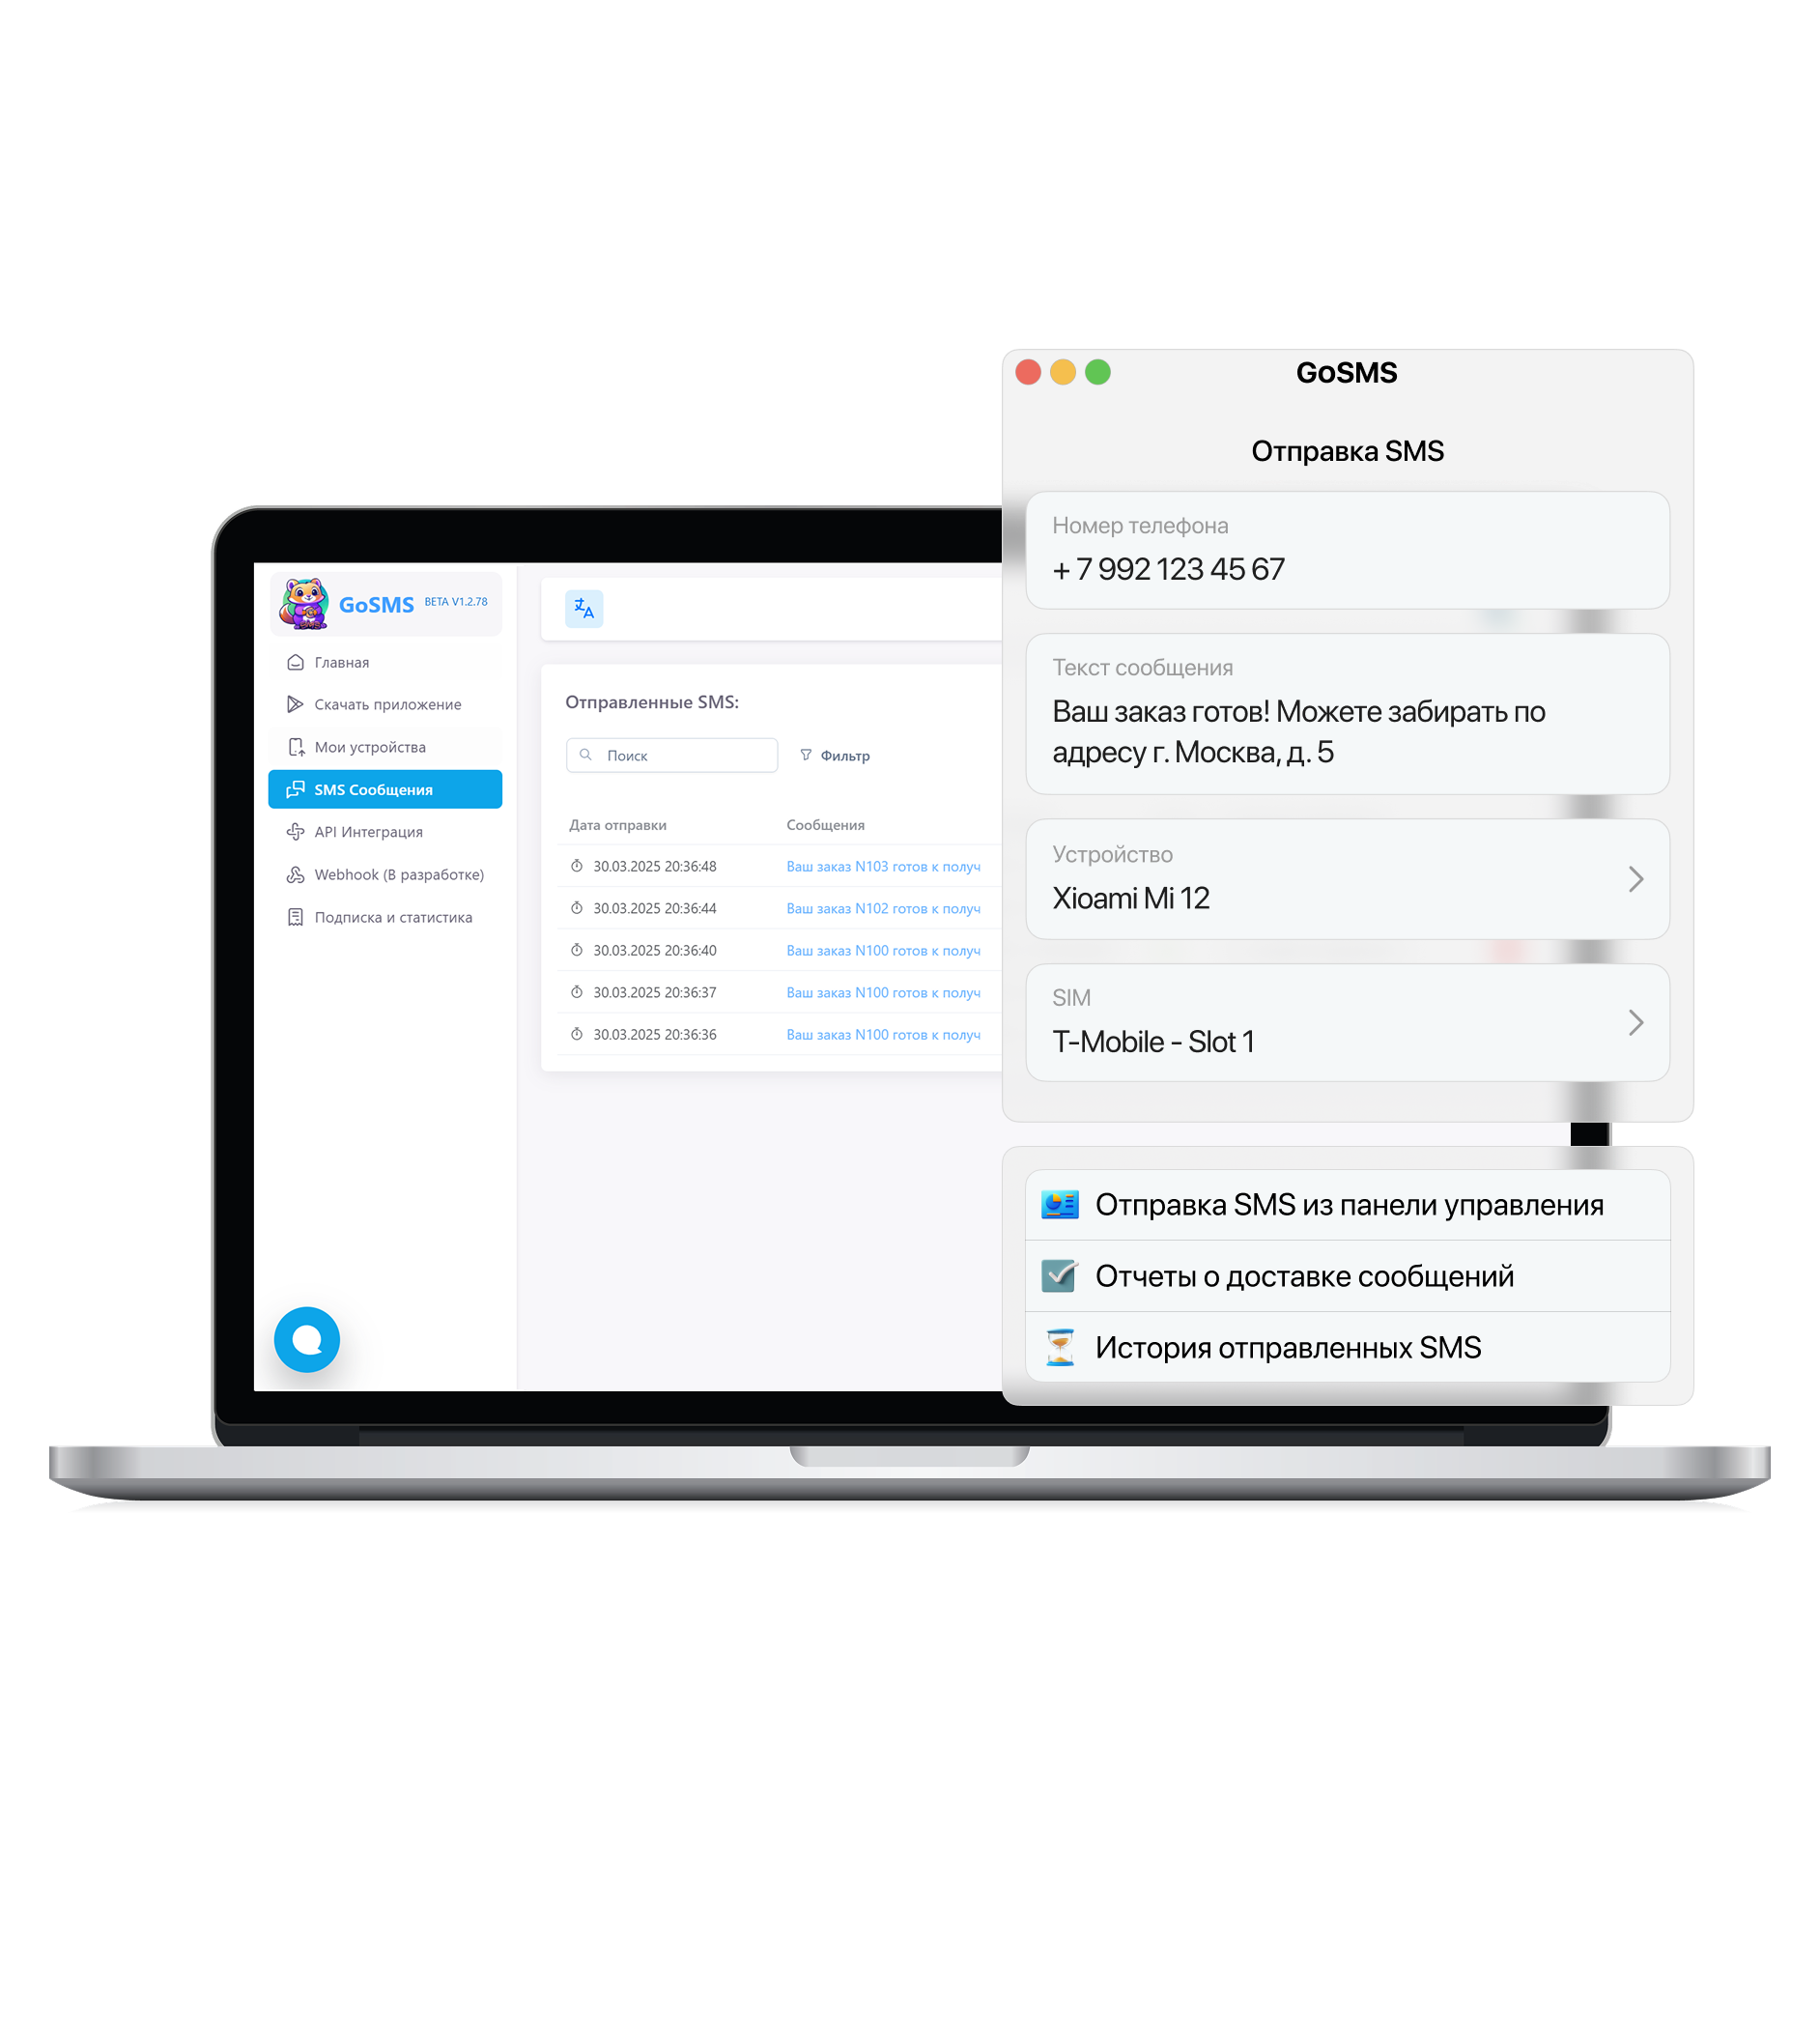 GoSMS BETA V1.2.78
Главная
Скачать приложение
Мои устройства
SMS Сообщения
API Интеграция
Webhook (В разработке)
Подписка и статистика
Отправленные SMS:
Поиск
Фильтр
Дата отправки Сообщения
30.03.2025 20:36:48 Ваш заказ N103 готов к получ
30.03.2025 20:36:44 Ваш заказ N102 готов к получ
30.03.2025 20:36:40 Ваш заказ N100 готов к получ
30.03.2025 20:36:37 Ваш заказ N100 готов к получ
30.03.2025 20:36:36 Ваш заказ N100 готов к получ
GoSMS
Отправка SMS
Номер телефона
+ 7 992 123 45 67
Текст сообщения
Ваш заказ готов! Можете забирать по
адресу г. Москва, д. 5
Устройство
Xioami Mi 12
SIM
T-Mobile - Slot 1
Отправка SMS из панели управления
Отчеты о доставке сообщений
История отправленных SMS